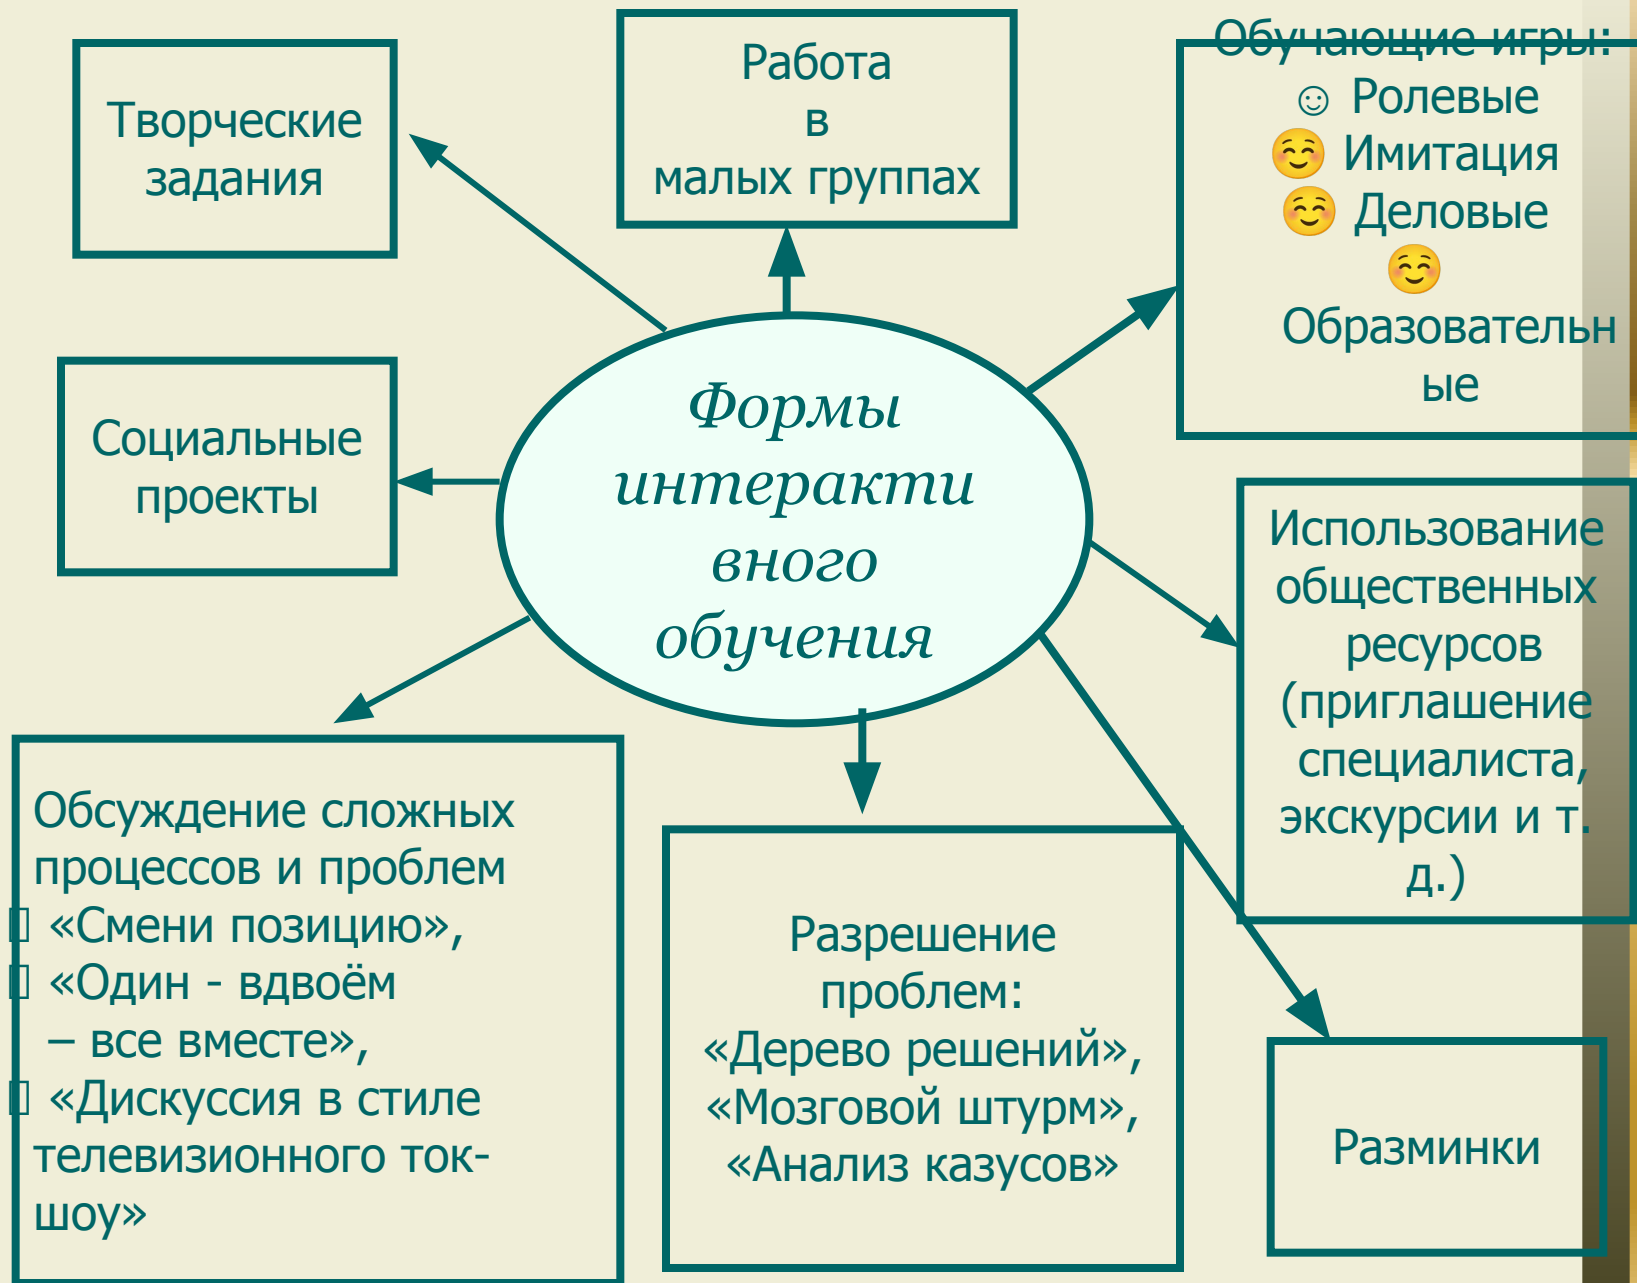 Творческие
задания
Работа
в
малых группах
Обучающие игры:
☺ Ролевые
☺ Имитация
☺ Деловые
☺
Образовательн
ые
Социальные
проекты
Формы
интеракти
вного
обучения
Использование
общественных
ресурсов
(приглашение
специалиста,
экскурсии и т.
д.)
Обсуждение сложных
процессов и проблем
«Смени позицию»,
«Один - вдвоём
– все вместе»,
«Дискуссия в стиле
телевизионного ток-
шоу»
Разрешение
проблем:
«Дерево решений»,
«Мозговой штурм»,
«Анализ казусов»
Разминки